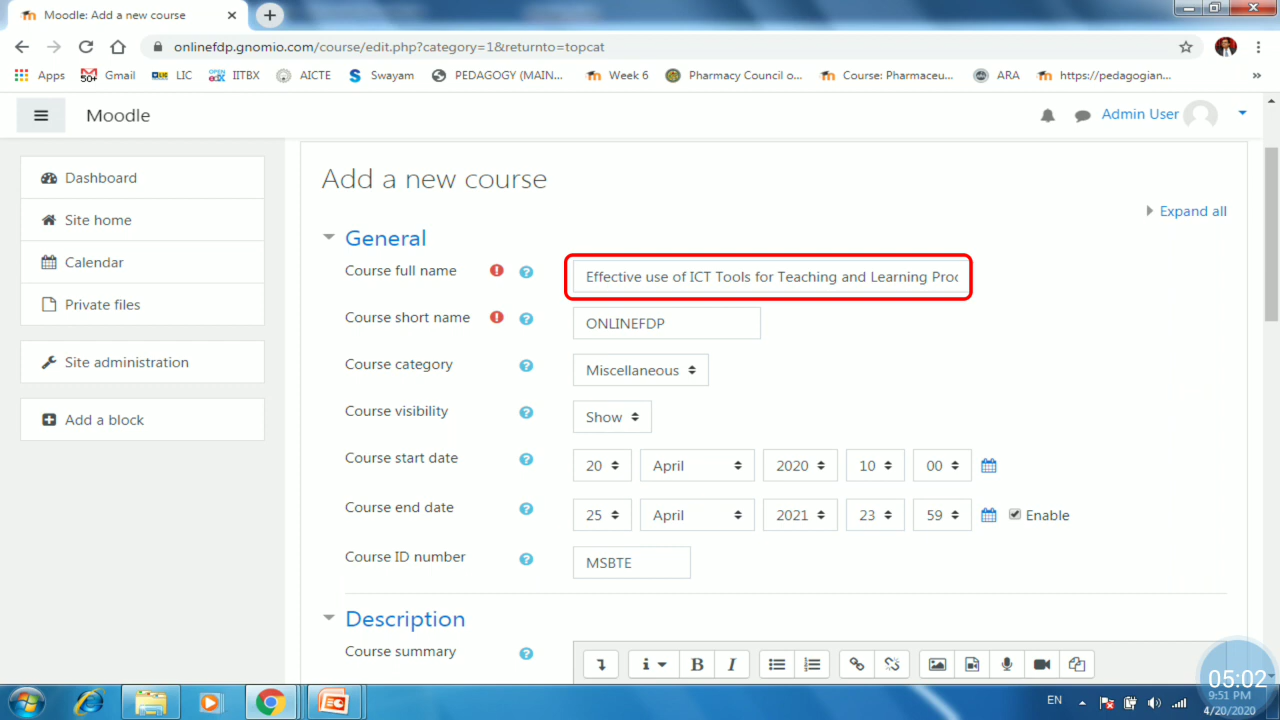 Moodle: Add a new course
onlinefdp.gnomio.com/course/edit.php?category=1&returnto=topcat
Apps Gmail LIC IITBX AICTE Swayam PEDAGOGY (MAIN... Week 6 Pharmacy Council o... Course: Pharmaceu... ARA https://pedagogian... »
Moodle
Admin User
Dashboard
Site home
Calendar
Private files
Site administration
Add a block
Add a new course
Expand all
General
Course full name Effective use of ICT Tools for Teaching and Learning Proc
Course short name ONLINEFDP
Course category Miscellaneous
Course visibility Show
Course start date 20 April 2020 10 00
Course end date 25 April 2021 23 59 Enable
Course ID number MSBTE
Description
Course summary
B I
EN
05:02
9:51 PM
4/20/2020